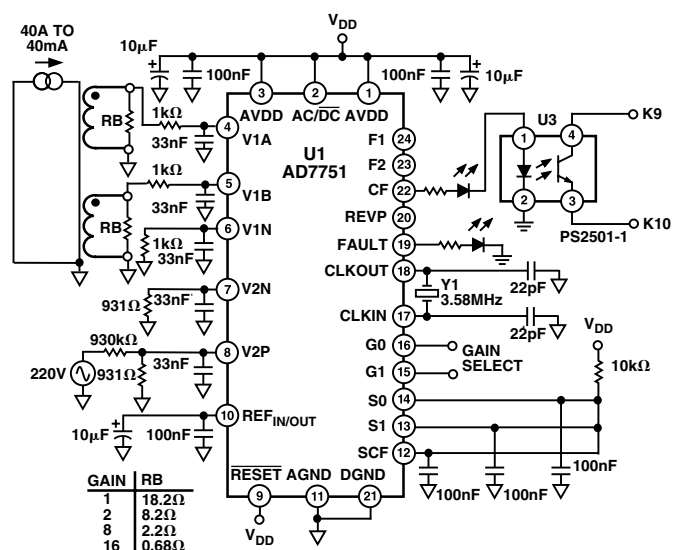 40A TO
40mA
VDD
10µF
+
100nF
100nF
+
10µF
3
2
1
AVDD
AC/DC
AVDD
U1
AD7751
RB
1kΩ
33nF
4
V1A
1kΩ
33nF
5
V1B
RB
1kΩ
33nF
6
V1N
931Ω
33nF
7
V2N
930kΩ
220V
931Ω
33nF
8
V2P
10µF
+
100nF
10
REFIN/OUT
RESET
AGND
DGND
9
11
21
VDD
F1
24
F2
23
CF
22
REVP
20
FAULT
19
CLKOUT
18
Y1
3.58MHz
22pF
CLKIN
17
22pF
G0
16
GAIN
SELECT
G1
15
S0
14
S1
13
SCF
12
VDD
10kΩ
100nF
100nF
100nF
U3
1
4
2
3
K9
K10
PS2501-1
GAIN RB
1 18.2Ω
2 8.2Ω
8 2.2Ω
16 0.68Ω